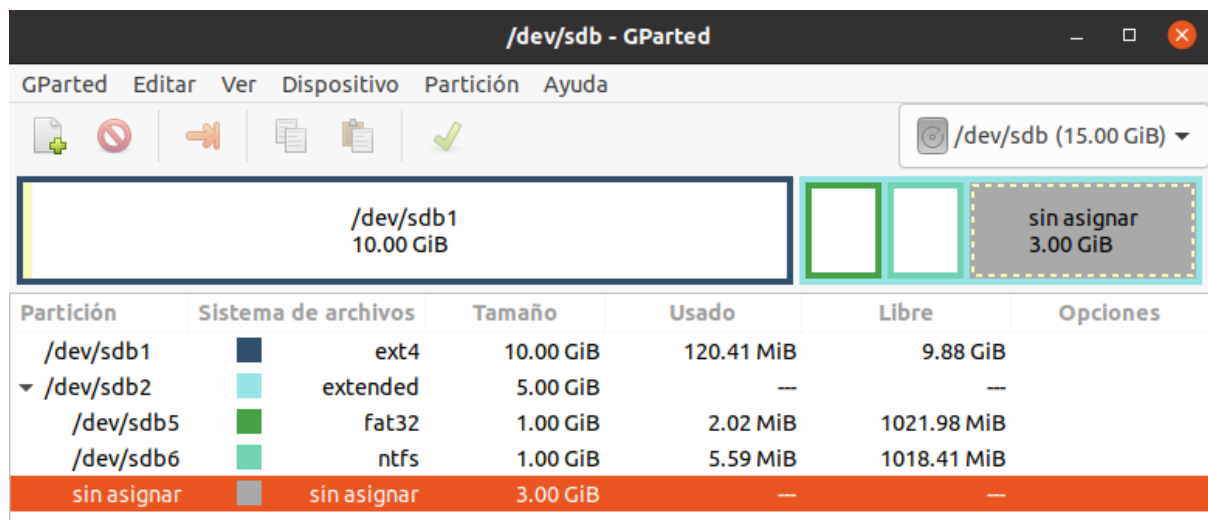 /dev/sdb - GParted
GParted Editar Ver Dispositivo Partición Ayuda
/dev/sdb (15.00 GiB)
/dev/sdb1
10.00 GiB
sin asignar
3.00 GiB
Partición Sistema de archivos Tamaño Usado Libre Opciones
/dev/sdb1 ext4 10.00 GiB 120.41 MiB 9.88 GiB
/dev/sdb2 extended 5.00 GiB --- ---
/dev/sdb5 fat32 1.00 GiB 2.02 MiB 1021.98 MiB
/dev/sdb6 ntfs 1.00 GiB 5.59 MiB 1018.41 MiB
sin asignar sin asignar 3.00 GiB --- ---